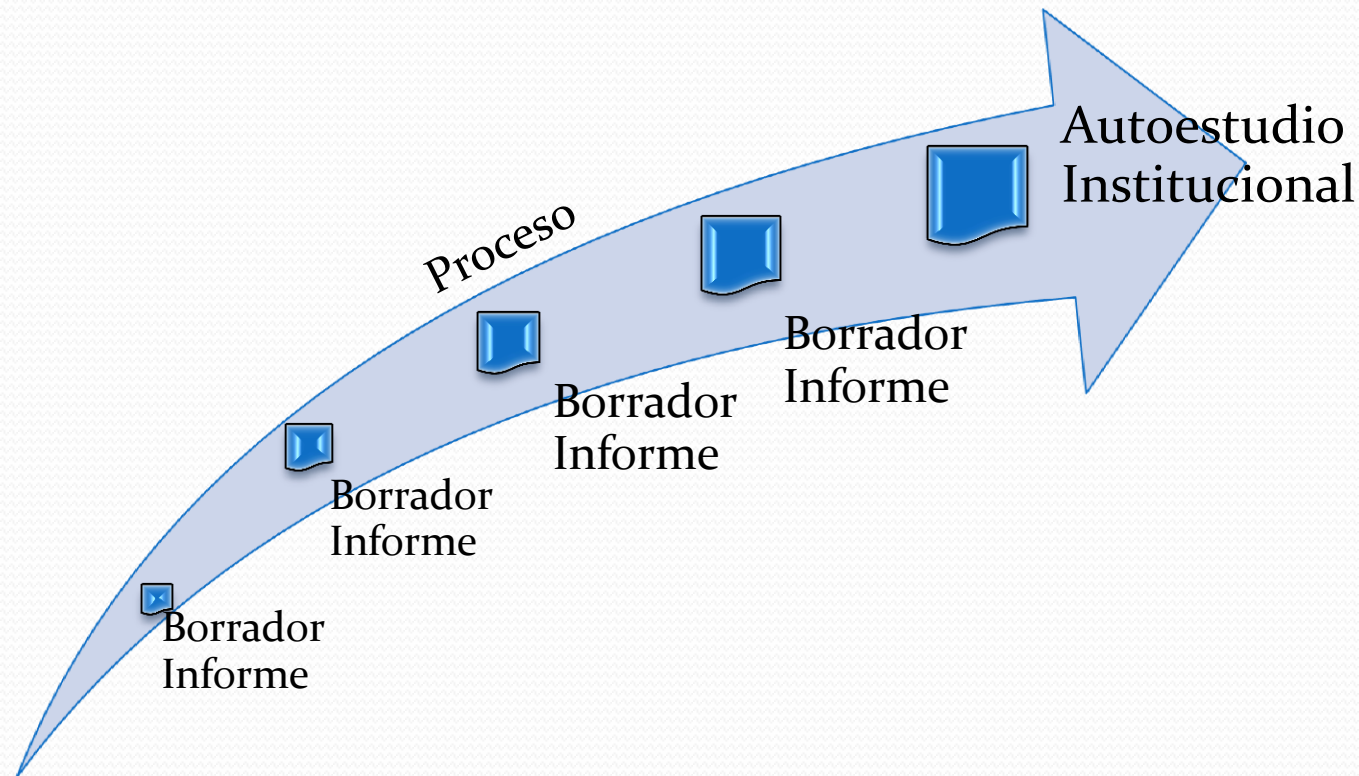 Autoestudio
Institucional
Proceso
Borrador
Informe
Borrador
Informe
Borrador
Informe
Borrador
Informe